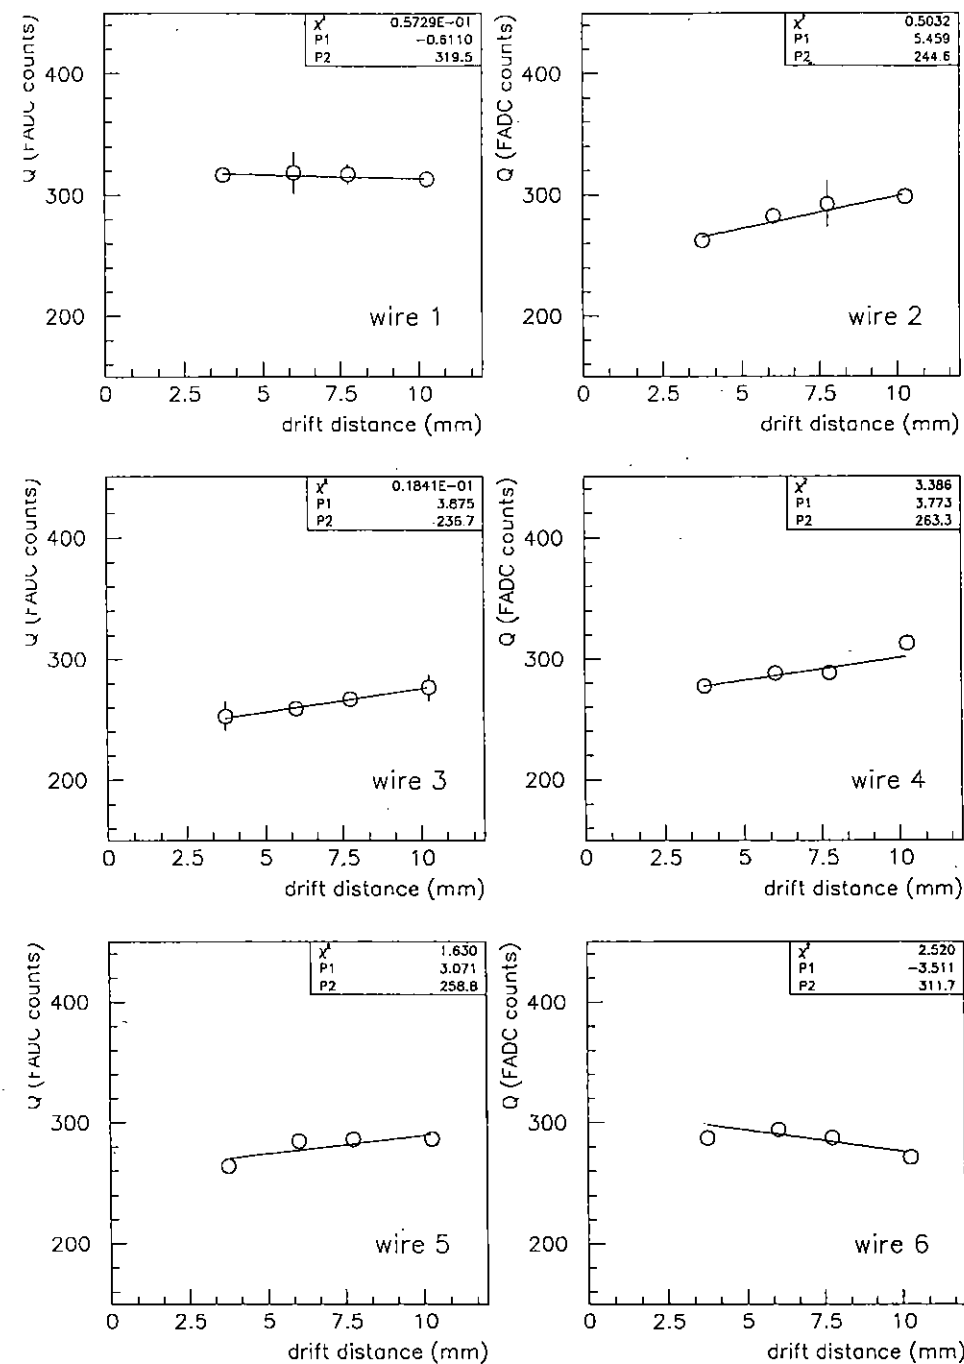 χ² 0.5729E-01
P1 -0.6110
P2 319.5
Q (FADC counts)
400
300
200
wire 1
0 2.5 5 7.5 10
drift distance (mm)
χ² 0.5032
P1 5.459
P2 244.6
Q (FADC counts)
400
300
200
wire 2
0 2.5 5 7.5 10
drift distance (mm)
χ² 0.1841E-01
P1 3.875
P2 236.7
Q (FADC counts)
400
300
200
wire 3
0 2.5 5 7.5 10
drift distance (mm)
χ² 3.386
P1 3.773
P2 263.3
Q (FADC counts)
400
300
200
wire 4
0 2.5 5 7.5 10
drift distance (mm)
χ² 1.630
P1 3.071
P2 258.8
Q (FADC counts)
400
300
200
wire 5
0 2.5 5 7.5 10
drift distance (mm)
χ² 2.520
P1 -3.511
P2 311.7
Q (FADC counts)
400
300
200
wire 6
0 2.5 5 7.5 10
drift distance (mm)